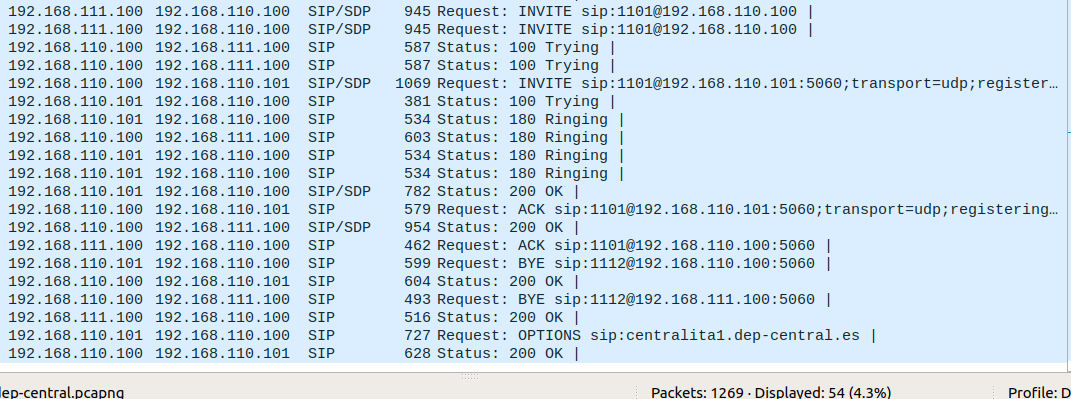 192.168.111.100 192.168.110.100 SIP/SDP 945 Request: INVITE sip:1101@192.168.110.100 |
192.168.111.100 192.168.110.100 SIP/SDP 945 Request: INVITE sip:1101@192.168.110.100 |
192.168.110.100 192.168.111.100 SIP 587 Status: 100 Trying |
192.168.110.100 192.168.111.100 SIP 587 Status: 100 Trying |
192.168.110.100 192.168.110.101 SIP/SDP 1069 Request: INVITE sip:1101@192.168.110.101:5060;transport=udp;register…
192.168.110.101 192.168.110.100 SIP 381 Status: 100 Trying |
192.168.110.101 192.168.110.100 SIP 534 Status: 180 Ringing |
192.168.110.100 192.168.111.100 SIP 603 Status: 180 Ringing |
192.168.110.101 192.168.110.100 SIP 534 Status: 180 Ringing |
192.168.110.101 192.168.110.100 SIP 534 Status: 180 Ringing |
192.168.110.101 192.168.110.100 SIP/SDP 782 Status: 200 OK |
192.168.110.100 192.168.110.101 SIP 579 Request: ACK sip:1101@192.168.110.101:5060;transport=udp;registering…
192.168.110.100 192.168.111.100 SIP/SDP 954 Status: 200 OK |
192.168.111.100 192.168.110.100 SIP 462 Request: ACK sip:1101@192.168.110.100:5060 |
192.168.110.101 192.168.110.100 SIP 599 Request: BYE sip:1112@192.168.110.100:5060 |
192.168.110.100 192.168.110.101 SIP 604 Status: 200 OK |
192.168.110.100 192.168.111.100 SIP 493 Request: BYE sip:1112@192.168.111.100:5060 |
192.168.111.100 192.168.110.100 SIP 516 Status: 200 OK |
192.168.110.101 192.168.110.100 SIP 727 Request: OPTIONS sip:centralita1.dep-central.es |
192.168.110.100 192.168.110.101 SIP 628 Status: 200 OK |
ep-central.pcapng Packets: 1269 · Displayed: 54 (4.3%) Profile: D